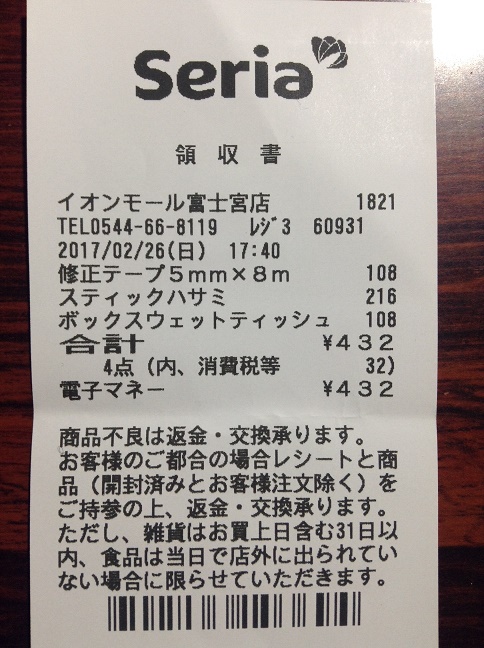 Seria
領収書
イオンモール富士宮店 1821
TEL0544-66-8119 ﾚｼﾞ3 60931
2017/02/26(日) 17:40
修正テープ5mm×8m 108
スティックハサミ 216
ボックスウェットティッシュ 108
合計 ¥432
4点（内、消費税等 32）
電子マネー ¥432
商品不良は返金・交換承ります。
お客様のご都合の場合レシートと商
品（開封済みとお客様注文除く）を
ご持参の上、返金・交換承ります。
ただし、雑貨はお買上日含む31日以
内、食品は当日で店外に出られてい
ない場合に限らせていただきます。